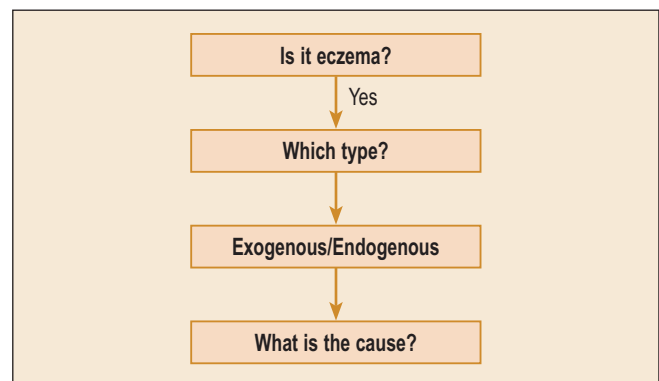 Is it eczema?
Yes
Which type?
Exogenous/Endogenous
What is the cause?